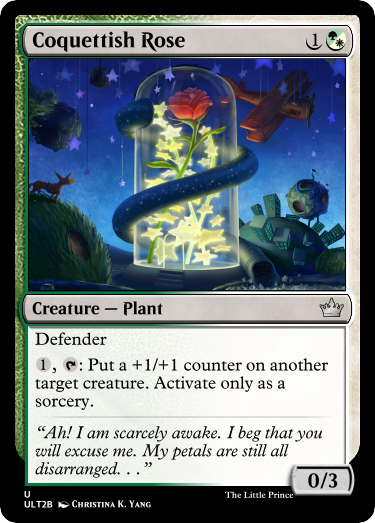 Coquettish Rose 1
Creature — Plant
Defender
1, : Put a +1/+1 counter on another
target creature. Activate only as a
sorcery.
“Ah! I am scarcely awake. I beg that you
will excuse me. My petals are still all
disarranged. . .”
The Little Prince
0/3
U
ULT2B Christina K. Yang